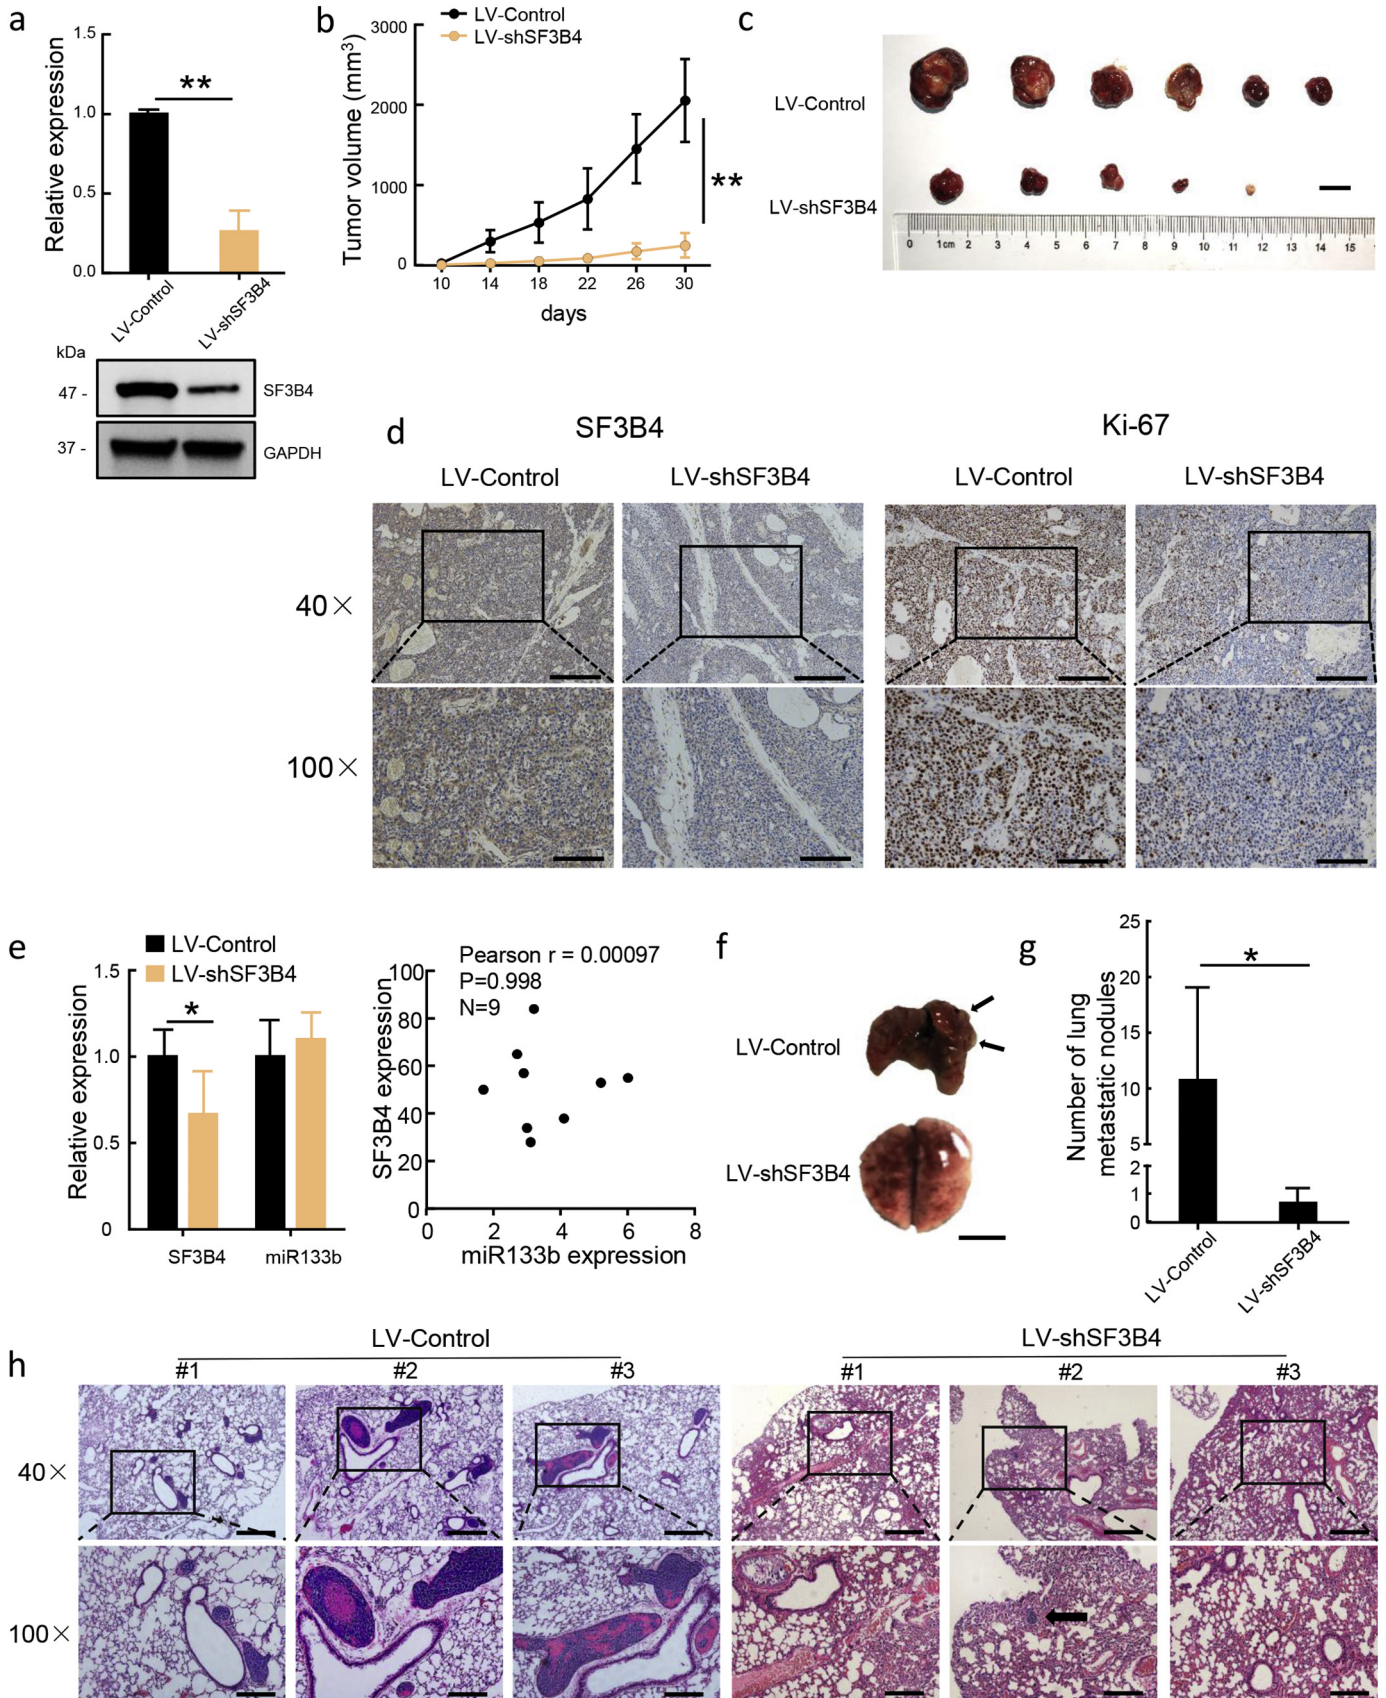 a
Relative expression
1.5
1.0
0.5
0.0
**
LV-Control
LV-shSF3B4
kDa
47 -
SF3B4
37 -
GAPDH
b
LV-Control
LV-shSF3B4
Tumor volume (mm³)
3000
2000
1000
0
**
10 14 18 22 26 30
days
c
LV-Control
LV-shSF3B4
0 1cm 2 3 4 5 6 7 8 9 10 11 12 13 14 15
d
SF3B4
Ki-67
LV-Control
LV-shSF3B4
LV-Control
LV-shSF3B4
40×
100×
e
LV-Control
LV-shSF3B4
Relative expression
1.5
1.0
0.5
0
*
SF3B4
miR133b
Pearson r = 0.00097
P=0.998
N=9
SF3B4 expression
100
80
60
40
20
0
0 2 4 6 8
miR133b expression
f
LV-Control
LV-shSF3B4
g
Number of lung
metastatic nodules
25
20
15
10
5
2
1
0
*
LV-Control
LV-shSF3B4
h
LV-Control
LV-shSF3B4
#1 #2 #3 #1 #2 #3
40×
100×